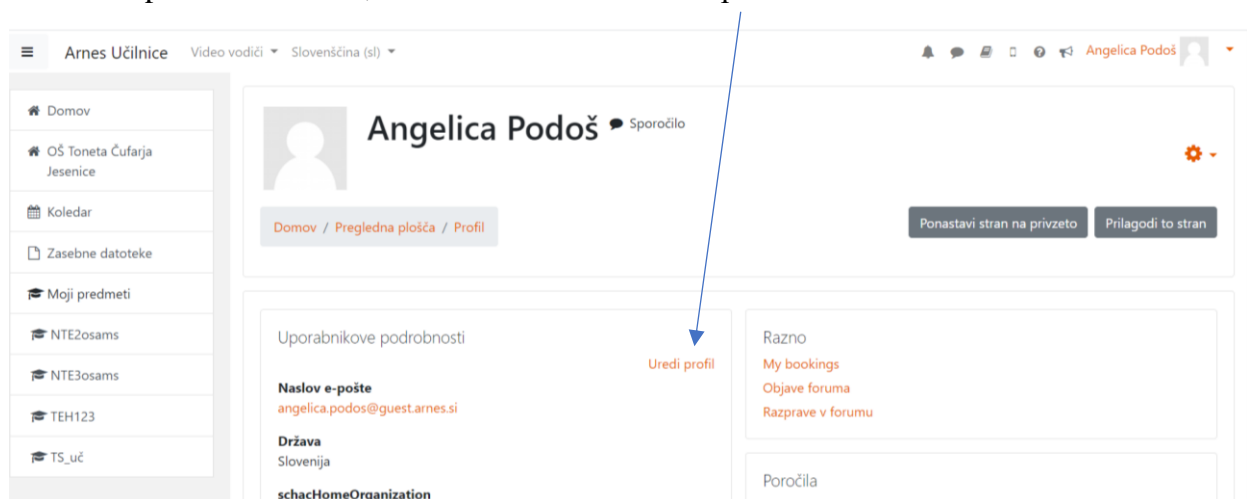 Arnes Učilnice Video vodiči Slovenščina (sl) Angelica Podoš
Domov
OŠ Toneta Čufarja
Jesenice
Koledar
Zasebne datoteke
Moji predmeti
NTE2osams
NTE3osams
TEH123
TS_uč
Angelica Podoš Sporočilo
Domov / Pregledna plošča / Profil
Ponastavi stran na privzeto Prilagodi to stran
Uporabnikove podrobnosti
Uredi profil
Naslov e-pošte
angelica.podos@guest.arnes.si
Država
Slovenija
schacHomeOrganization
Razno
My bookings
Objave foruma
Razprave v forumu
Poročila